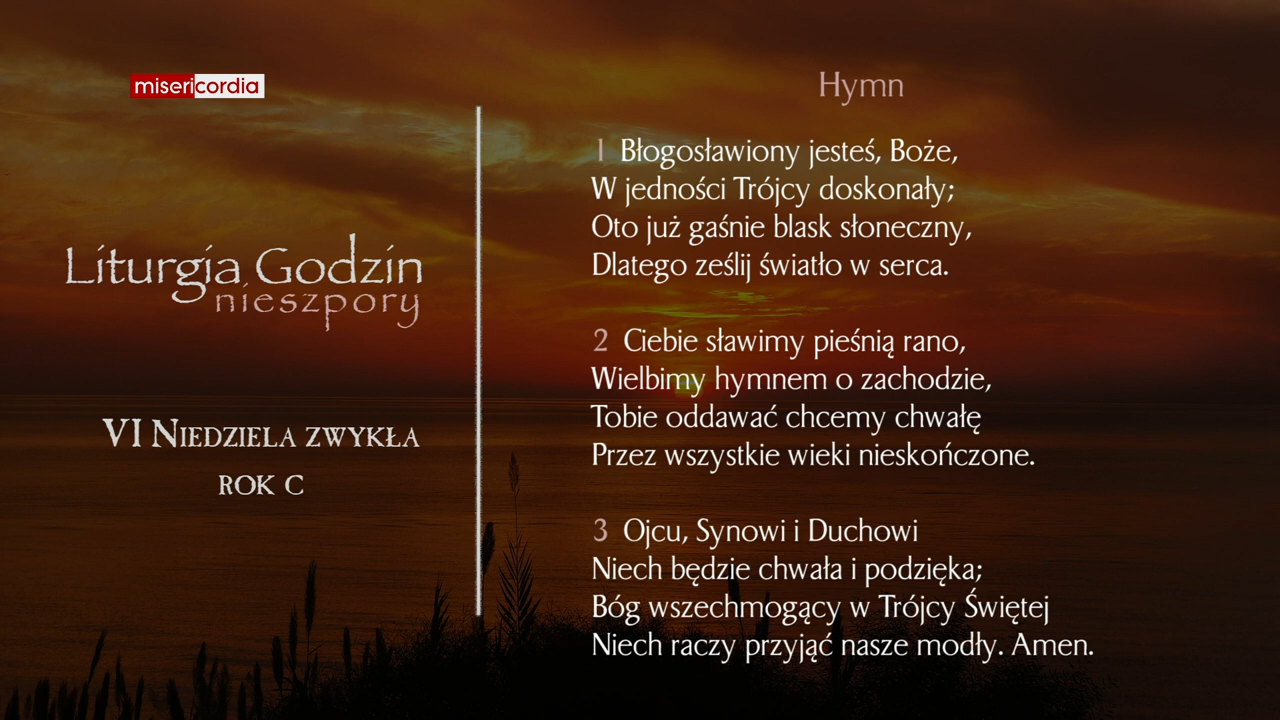 misericordia
Liturgia Godzin
nieszpory
VI Niedziela zwykła
rok C
Hymn
1 Błogosławiony jesteś, Boże,
W jedności Trójcy doskonały;
Oto już gaśnie blask słoneczny,
Dlatego ześlij światło w serca.
2 Ciebie sławimy pieśnią rano,
Wielbimy hymnem o zachodzie,
Tobie oddawać chcemy chwałę
Przez wszystkie wieki nieskończone.
3 Ojcu, Synowi i Duchowi
Niech będzie chwała i podzięka;
Bóg wszechmogący w Trójcy Świętej
Niech raczy przyjąć nasze modły. Amen.